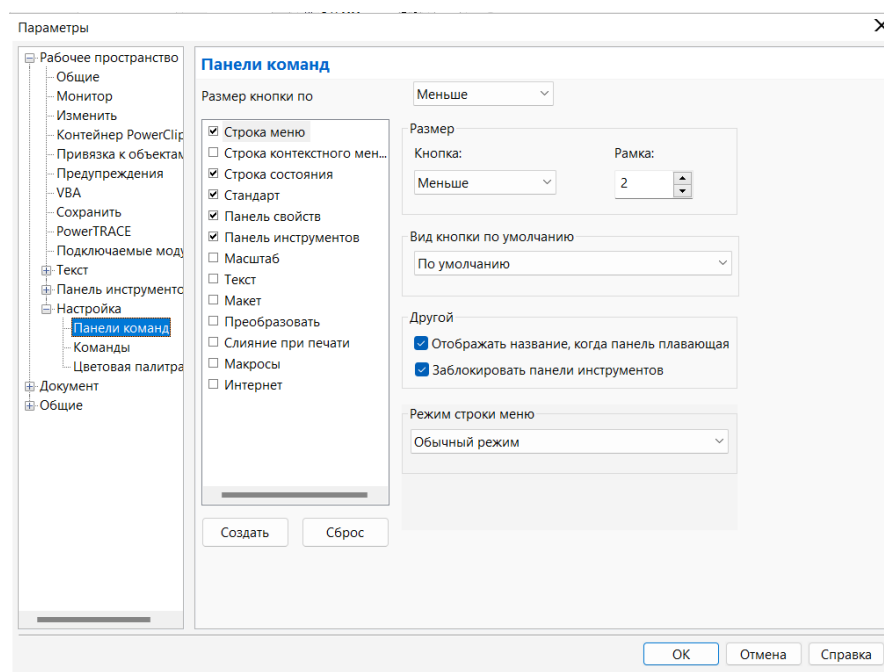 Параметры
Рабочее пространство
Общие
Монитор
Изменить
Контейнер PowerClip
Привязка к объектам
Предупреждения
VBA
Сохранить
PowerTRACE
Подключаемые
Текст
Панель
Настройка
Панели команд
Команды
Цветовая палитра
Документ
Общие
Панели команд
Размер кнопки по
Меньше
Строка меню
Строка контекстного мен...
Строка состояния
Стандарт
Панель свойств
Панель инструментов
Масштаб
Текст
Макет
Преобразовать
Слияние при печати
Макросы
Интернет
Создать Сброс
Размер
Кнопка: Рамка:
Меньше 2
Вид кнопки по умолчанию
По умолчанию
Другой
Отображать название, когда панель плавающая
Заблокировать панели инструментов
Режим строки меню
Обычный режим
ОК Отмена Справка